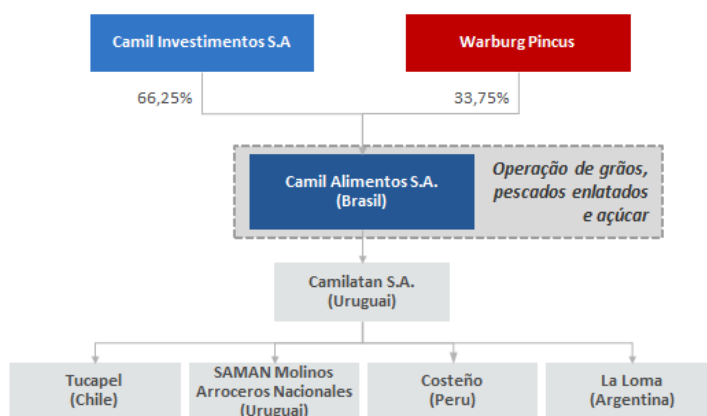 Camil Investimentos S.A
Warburg Pincus
66,25%
33,75%
Camil Alimentos S.A.
(Brasil)
Operação de grãos,
pescados enlatados
e açúcar
Camilatan S.A.
(Uruguai)
Tucapel
(Chile)
SAMAN Molinos
Arroceros Nacionales
(Uruguai)
Costeño
(Peru)
La Loma
(Argentina)